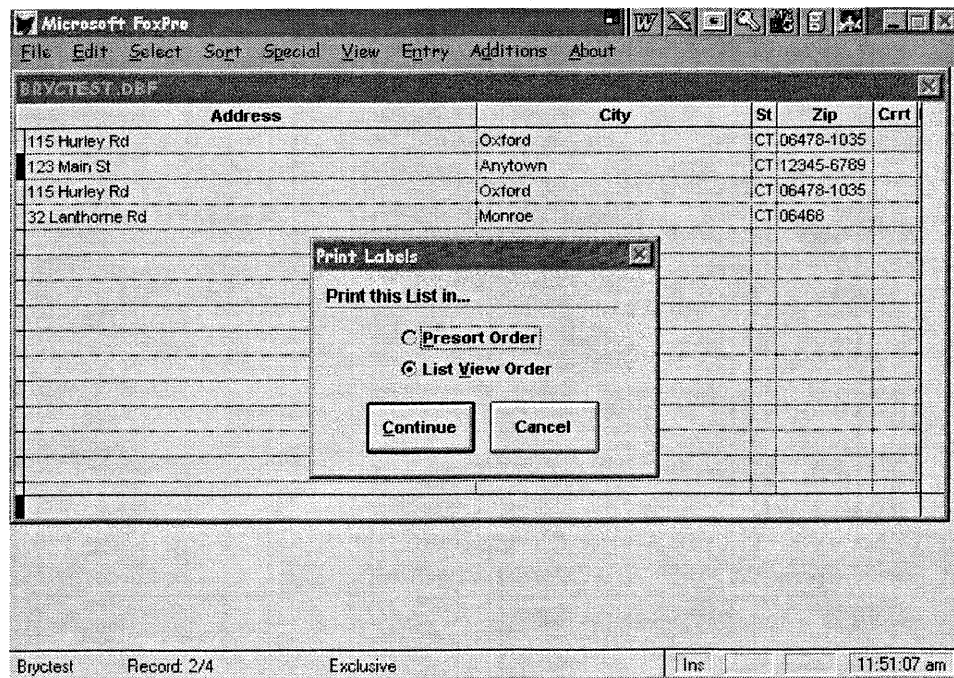 Microsoft FoxPro
File Edit Select Sort Special View Entry Additions About
BRYCTEST.DBF
Address City St Zip Crrt
115 Hurley Rd Oxford CT 06478-1035
123 Main St Anytown CT 12345-6789
115 Hurley Rd Oxford CT 06478-1035
32 Lanthorne Rd Monroe CT 06468
Print Labels
Print this List in...
Presort Order
List View Order
Continue Cancel
Bryctest Record: 2/4 Exclusive Ins 11:51:07 am